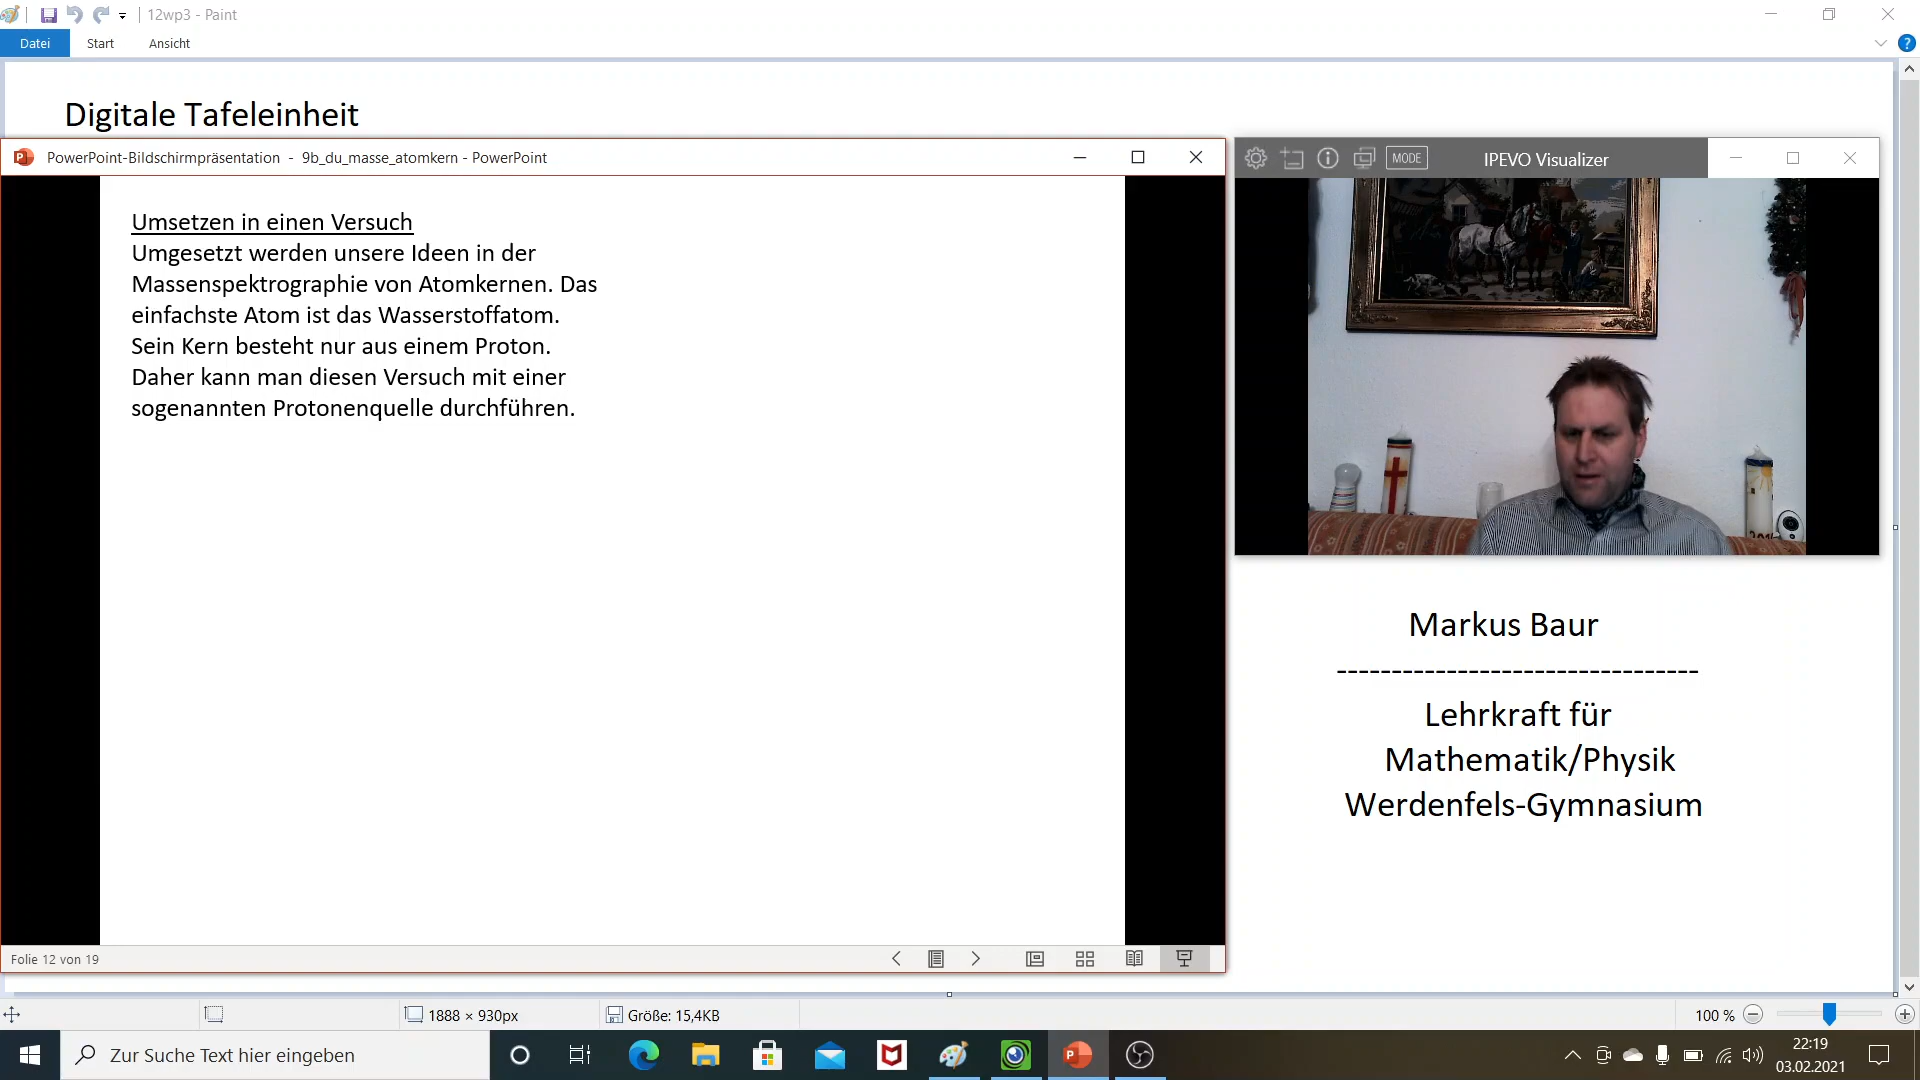 12wp3 - Paint
Datei Start Ansicht
Digitale Tafeleinheit
PowerPoint-Bildschirmpräsentation - 9b_du_masse_atomkern - PowerPoint
MODE IPEVO Visualizer
Umsetzen in einen Versuch
Umgesetzt werden unsere Ideen in der
Massenspektrographie von Atomkernen. Das
einfachste Atom ist das Wasserstoffatom.
Sein Kern besteht nur aus einem Proton.
Daher kann man diesen Versuch mit einer
sogenannten Protonenquelle durchführen.
Markus Baur
---------------------------------
Lehrkraft für
Mathematik/Physik
Werdenfels-Gymnasium
Folie 12 von 19
1888 × 930px Größe: 15,4KB 100 %
Zur Suche Text hier eingeben
22:19
03.02.2021